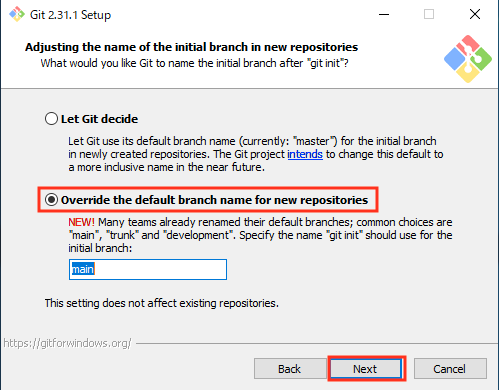 Git 2.31.1 Setup
Adjusting the name of the initial branch in new repositories
What would you like Git to name the initial branch after "git init"?
Let Git decide
Let Git use its default branch name (currently: "master") for the initial branch
in newly created repositories. The Git project intends to change this default to
a more inclusive name in the near future.
Override the default branch name for new repositories
NEW! Many teams already renamed their default branches; common choices are
"main", "trunk" and "development". Specify the name "git init" should use for the
initial branch:
main
This setting does not affect existing repositories.
https://gitforwindows.org/
Back
Next
Cancel